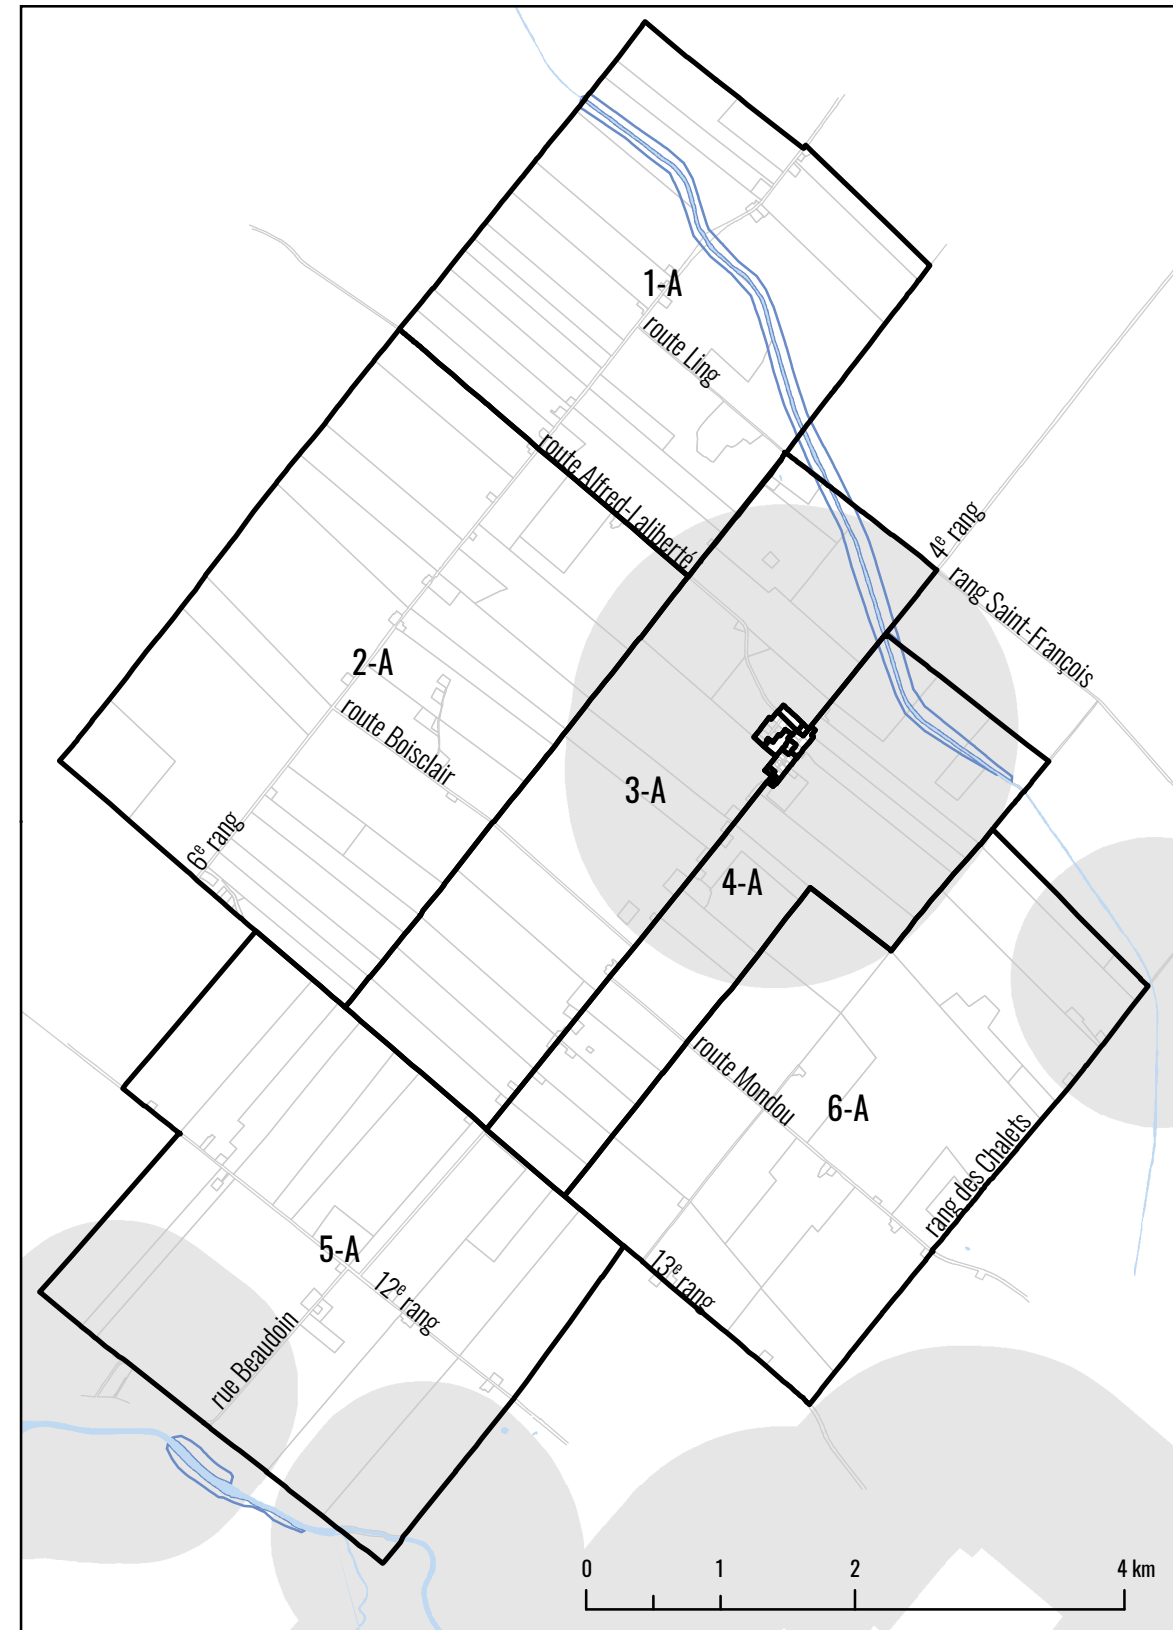 1-A
route Ling
route Alfred-Laliberté
4e rang
rang Saint-François
2-A
route Boisclair
3-A
6e rang
4-A
route Mondou
6-A
rang des Chalets
5-A
13e rang
12e rang
rue Beaudoin
0 1 2 4 km